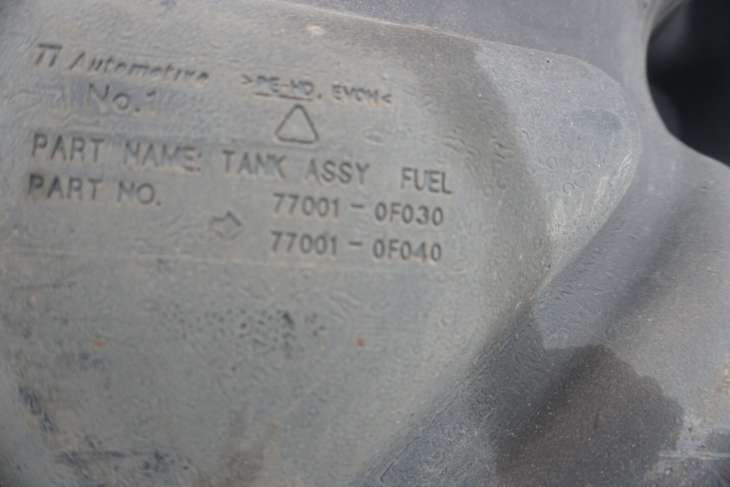 TI Automotive >PE-HD, EVOH<
No.1
PART NAME: TANK ASSY FUEL
PART NO. 77001-0F030
77001-0F040